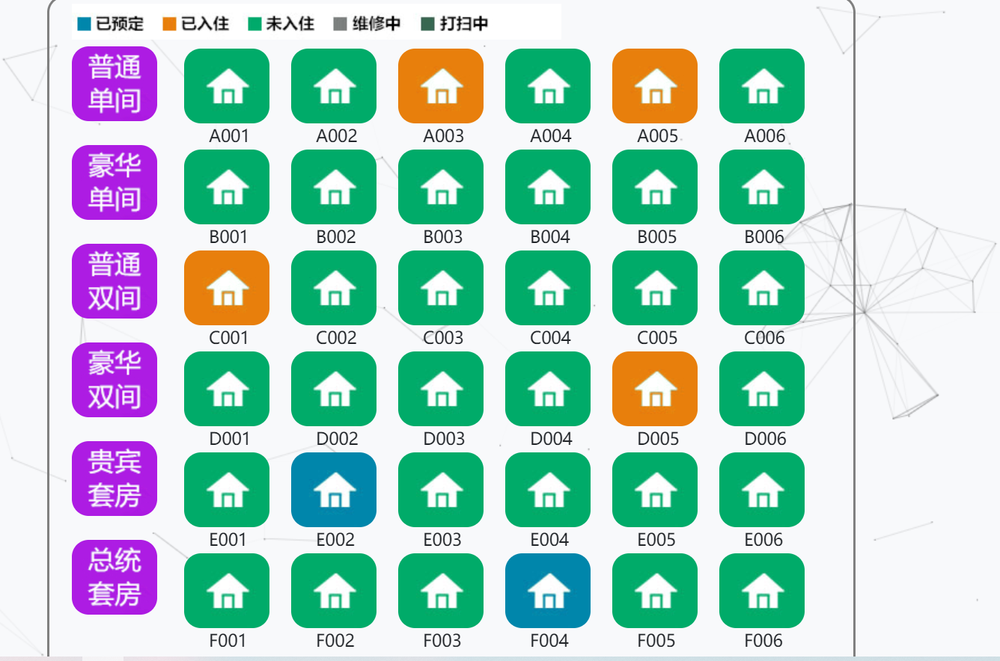 已预定 已入住 未入住 维修中 打扫中
普通
单间
A001 A002 A003 A004 A005 A006
豪华
单间
B001 B002 B003 B004 B005 B006
普通
双间
C001 C002 C003 C004 C005 C006
豪华
双间
D001 D002 D003 D004 D005 D006
贵宾
套房
E001 E002 E003 E004 E005 E006
总统
套房
F001 F002 F003 F004 F005 F006